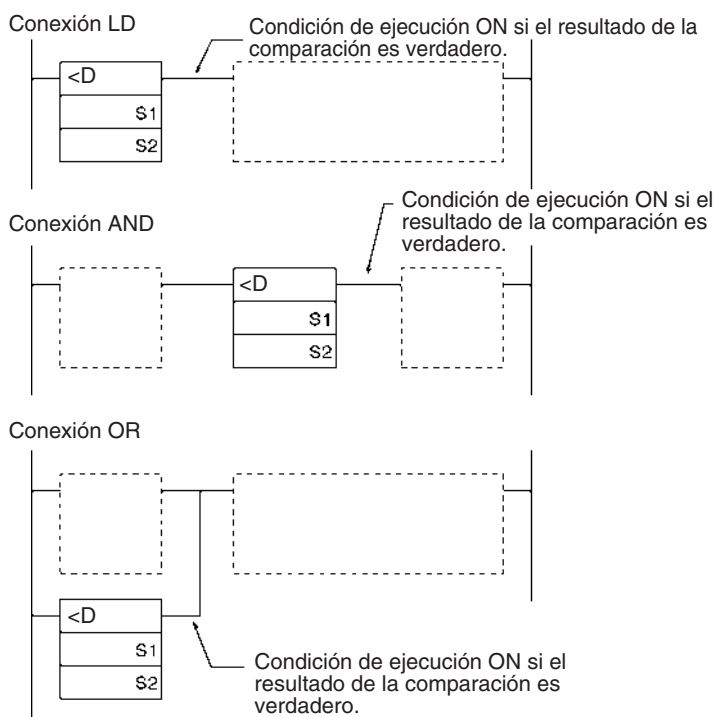 Conexión LD
Condición de ejecución ON si el resultado de la
comparación es verdadero.
<D
S1
S2
Conexión AND
Condición de ejecución ON si el
resultado de la comparación es
verdadero.
<D
S1
S2
Conexión OR
<D
S1
S2
Condición de ejecución ON si el
resultado de la comparación es
verdadero.